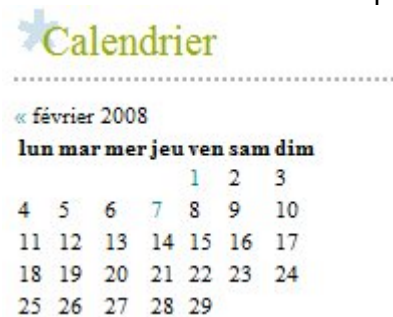 Calendrier
« février 2008
lun mar mer jeu ven sam dim
1 2 3
4 5 6 7 8 9 10
11 12 13 14 15 16 17
18 19 20 21 22 23 24
25 26 27 28 29